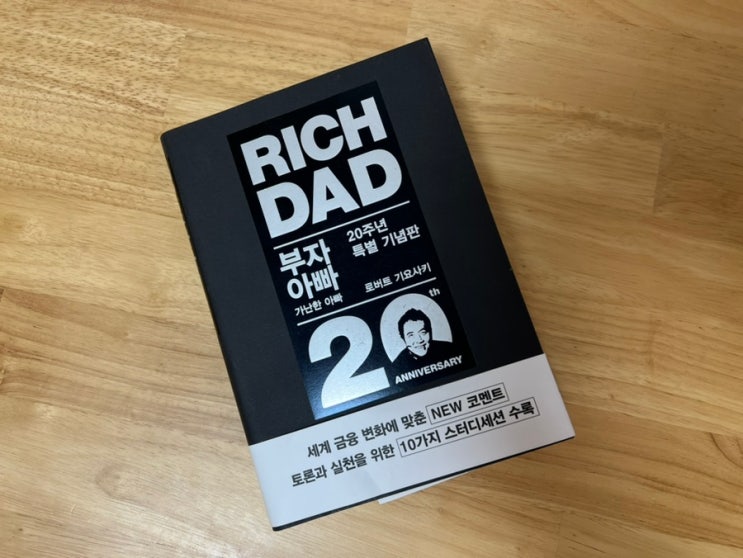 RICH
DAD
부자
아빠
가난한 아빠
20주년
특별 기념판
로버트 기요사키
20th
ANNIVERSARY
세계 금융 변화에 맞춘 NEW 코멘트
토론과 실천을 위한 10가지 스터디세션 수록